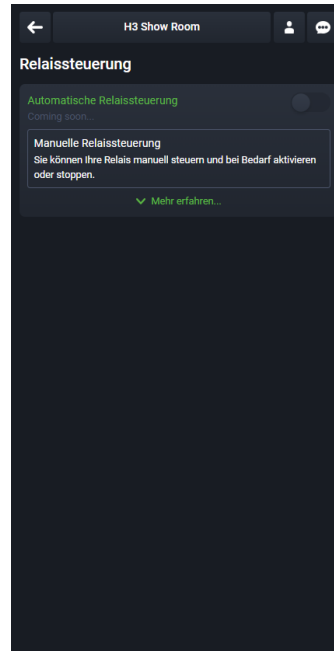 H3 Show Room
Relaissteuerung
Automatische Relaissteuerung
Coming soon...
Manuelle Relaissteuerung
Sie können Ihre Relais manuell steuern und bei Bedarf aktivieren
oder stoppen.
Mehr erfahren...